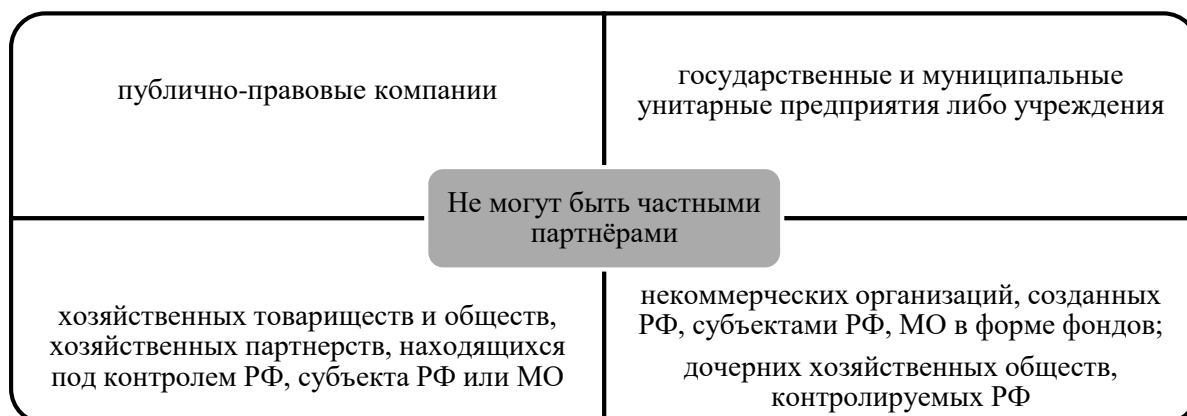 публично-правовые компании
государственные и муниципальные
унитарные предприятия либо учреждения
Не могут быть частными
партнёрами
хозяйственных товариществ и обществ,
хозяйственных партнерств, находящихся
под контролем РФ, субъекта РФ или МО
некоммерческих организаций, созданных
РФ, субъектами РФ, МО в форме фондов;
дочерних хозяйственных обществ,
контролируемых РФ